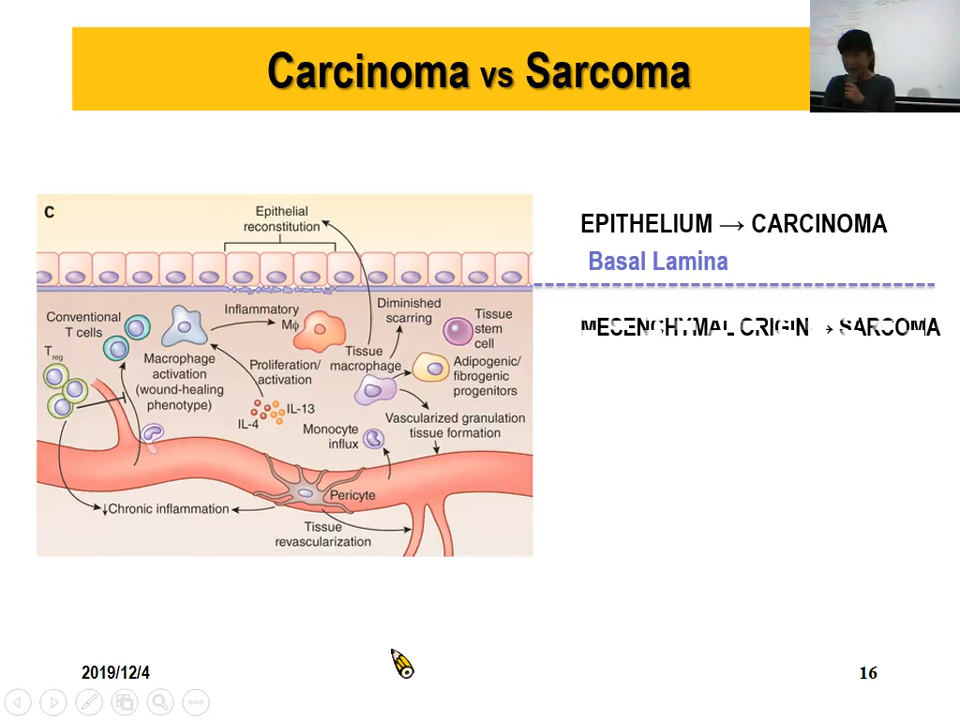 Carcinoma vs Sarcoma
C
Epithelial
reconstitution
EPITHELIUM → CARCINOMA
Basal Lamina
MESENCHYMAL ORIGIN → SARCOMA
Conventional
T cells
Treg
Macrophage
activation
(wound-healing
phenotype)
Inflammatory
Mϕ
Proliferation/
activation
IL-13
IL-4
Diminished
scarring
Tissue
macrophage
Tissue
stem
cell
Adipogenic/
fibrogenic
progenitors
Vascularized granulation
tissue formation
Monocyte
influx
Pericyte
↓Chronic inflammation
Tissue
revascularization
2019/12/4
16